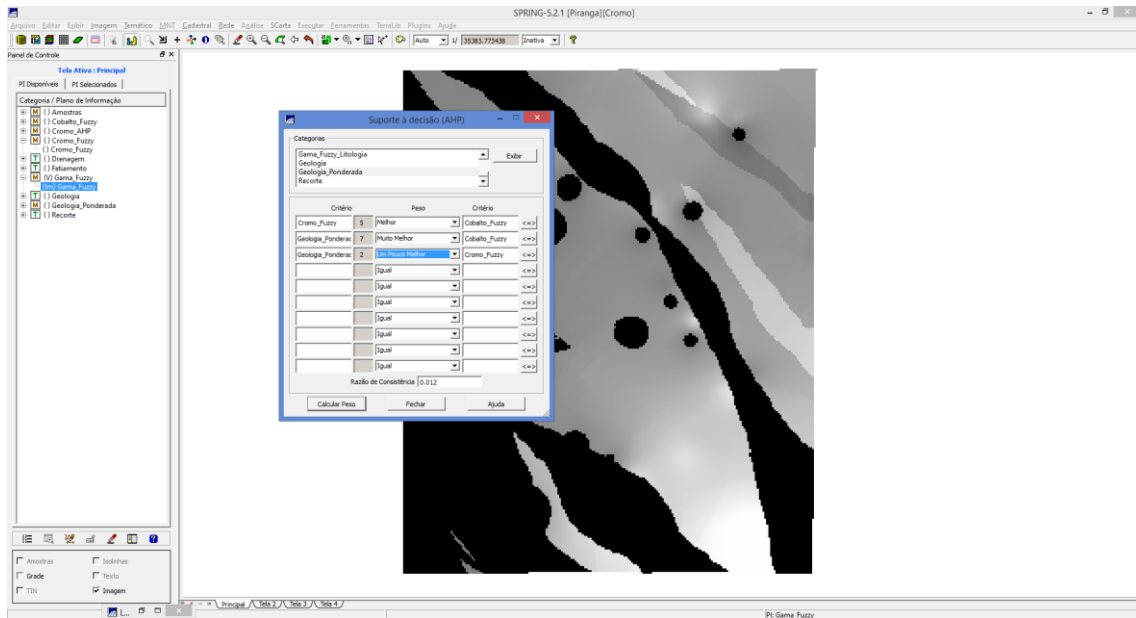 SPRING-5.2.1 [Piranga][Cromo]
Arquivo Editar Exibir Imagem Temático MNT Cadastral Rede Análise SCarta Executar Ferramentas TerraLib Plugins Ajuda
Auto 1/ 35383.773438 Inativa
Painel de Controle
Tela Ativa : Principal
PI Disponíveis PI Selecionados
Categoria / Plano de Informação
M () Amostras
M () Cobalto_Fuzzy
M () Cromo_AHP
M () Cromo_Fuzzy
() Cromo_Fuzzy
T () Drenagem
T () Fatiamento
M (V) Gama_Fuzzy
(Im) Gama_Fuzzy
T () Geologia
M () Geologia_Ponderada
T () Recorte
Amostras Isolinhas
Grade Texto
TIN Imagem
L...
Suporte à decisão (AHP)
Categorias
Gama_Fuzzy_Litologia
Geologia
Geologia_Ponderada
Recorte
Exibir
Critério Peso Critério
Cromo_Fuzzy 5 Melhor Cobalto_Fuzzy <=>
Geologia_Ponderac 7 Muito Melhor Cobalto_Fuzzy <=>
Geologia_Ponderac 2 Um Pouco Melhor Cromo_Fuzzy <=>
Igual <=>
Igual <=>
Igual <=>
Igual <=>
Igual <=>
Igual <=>
Igual <=>
Razão de Consistência 0.012
Calcular Peso Fechar Ajuda
Principal Tela 2 Tela 3 Tela 4
PI: Gama_Fuzzy